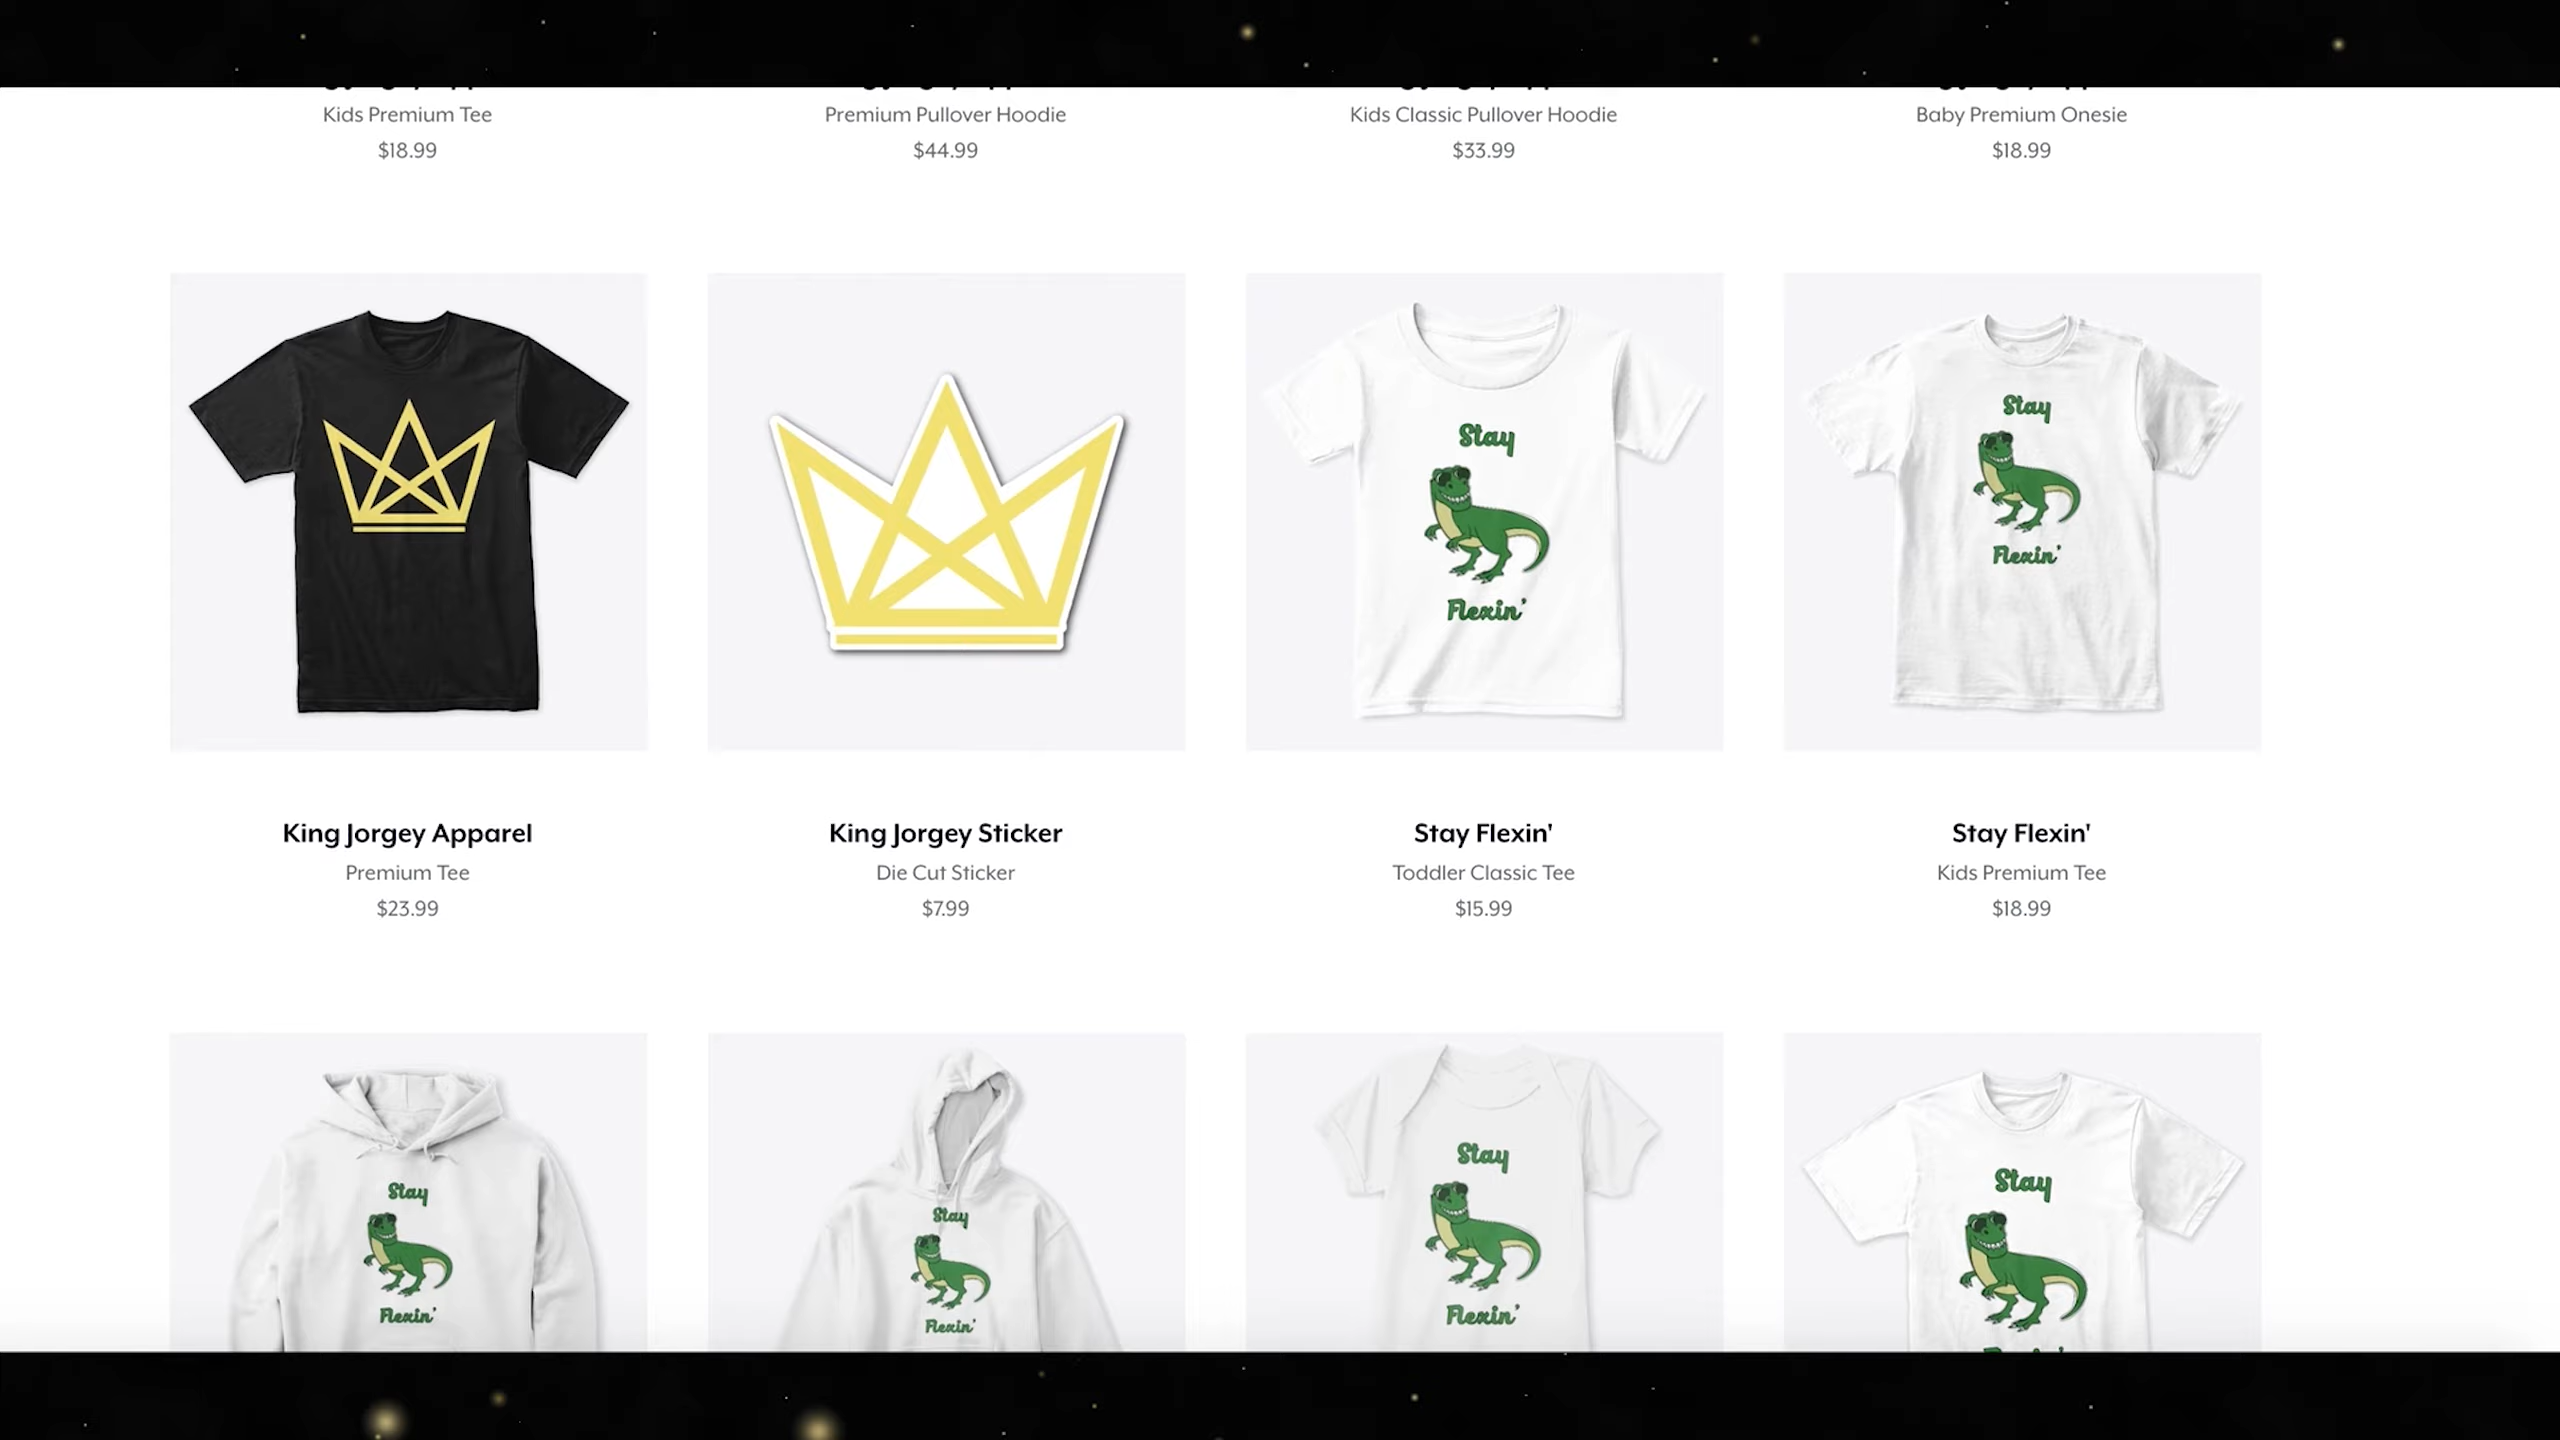 Kids Premium Tee
$18.99
Premium Pullover Hoodie
$44.99
Kids Classic Pullover Hoodie
$33.99
Baby Premium Onesie
$18.99
Stay
Flexin'
Stay
Flexin'
King Jorgey Apparel
Premium Tee
$23.99
King Jorgey Sticker
Die Cut Sticker
$7.99
Stay Flexin'
Toddler Classic Tee
$15.99
Stay Flexin'
Kids Premium Tee
$18.99
Stay
Flexin'
Stay
Flexin'
Stay
Flexin'
Stay